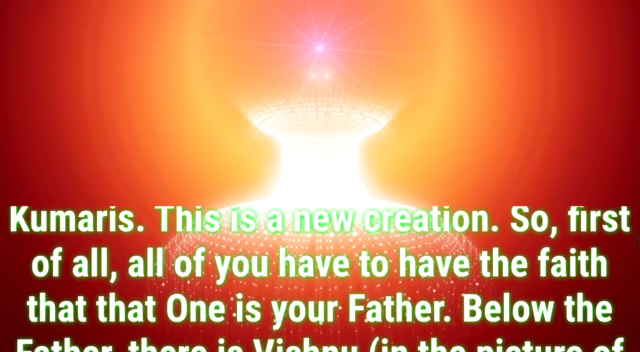 Kumaris. This is a new creation. So, first
of all, all of you have to have the faith
that that One is your Father. Below the
Father, there is Vishnu (in the picture of